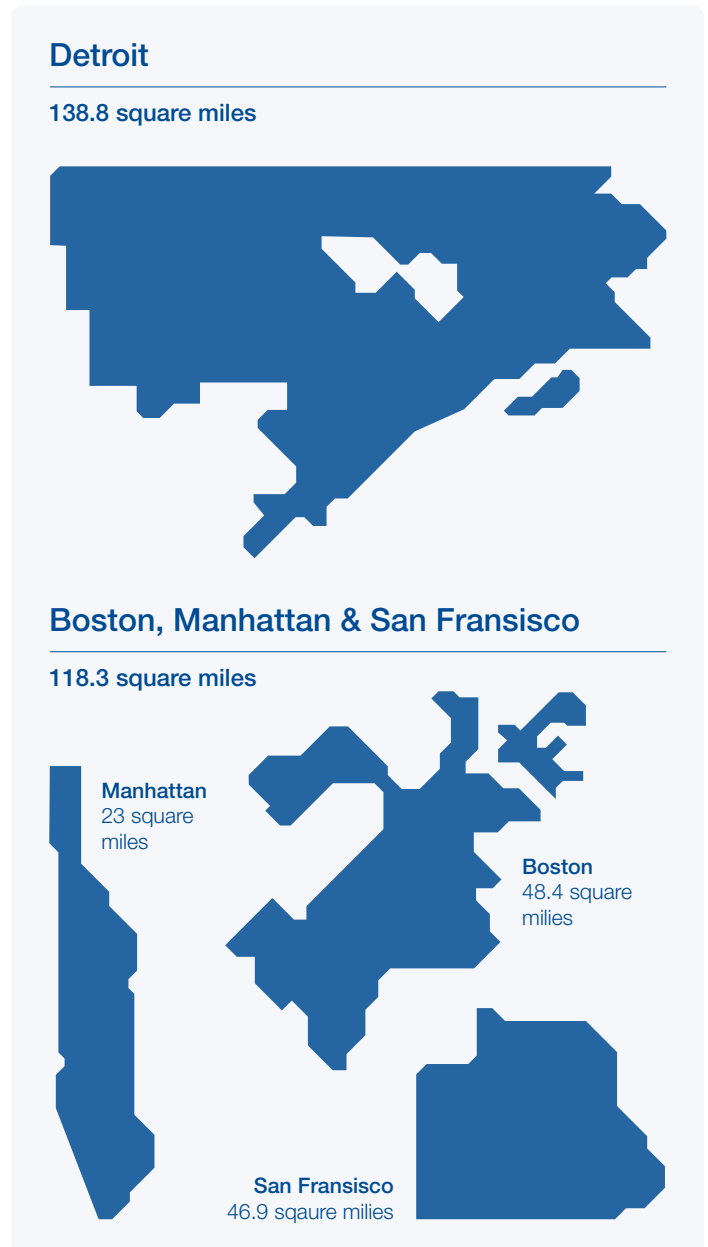 Detroit
138.8 square miles
Boston, Manhattan & San Fransisco
118.3 square miles
Manhattan
23 square
miles
Boston
48.4 square
milies
San Fransisco
46.9 sqaure milies